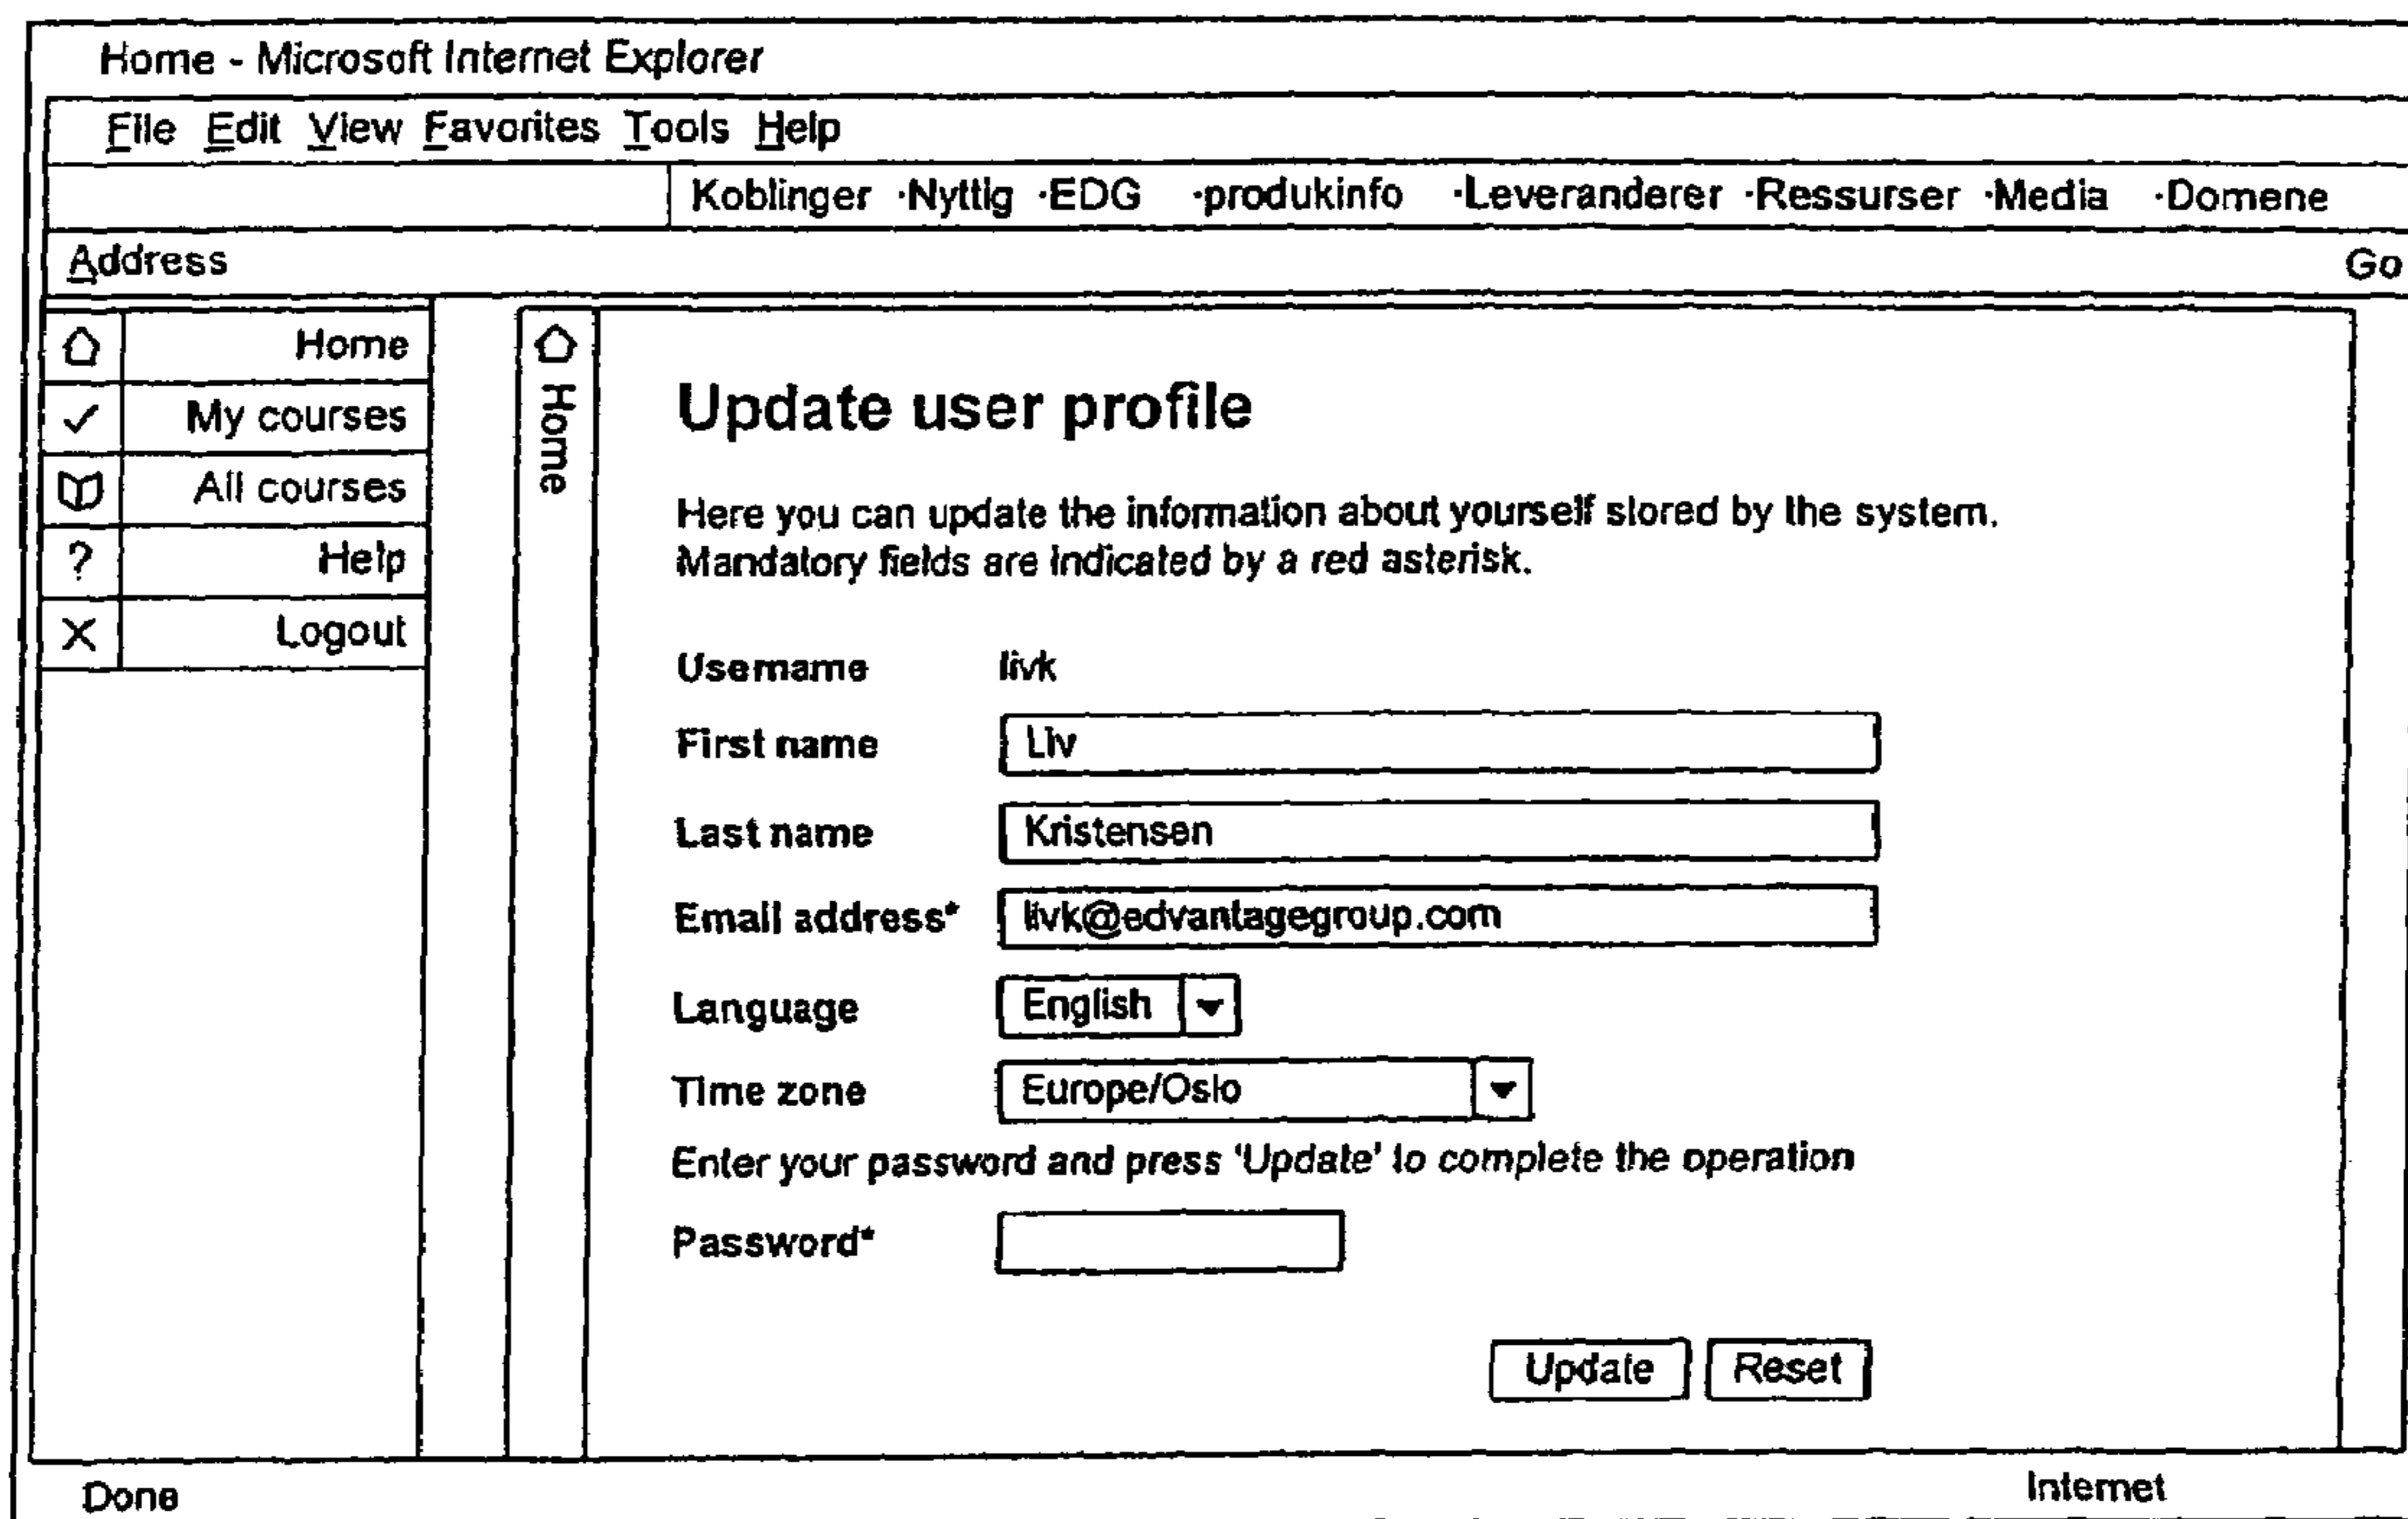 Home - Microsoft Internet Explorer
File Edit View Favorites Tools Help
Koblinger ·Nyttig ·EDG ·produkinfo ·Leveranderer ·Ressurser ·Media ·Domene
Address Go
Home
My courses
All courses
? Help
Logout
Home
Update user profile
Here you can update the information about yourself stored by the system.
Mandatory fields are indicated by a red asterisk.
Username livk
First name Liv
Last name Kristensen
Email address* livk@edvantagegroup.com
Language English
Time zone Europe/Oslo
Enter your password and press 'Update' to complete the operation
Password*
Update Reset
Done Internet